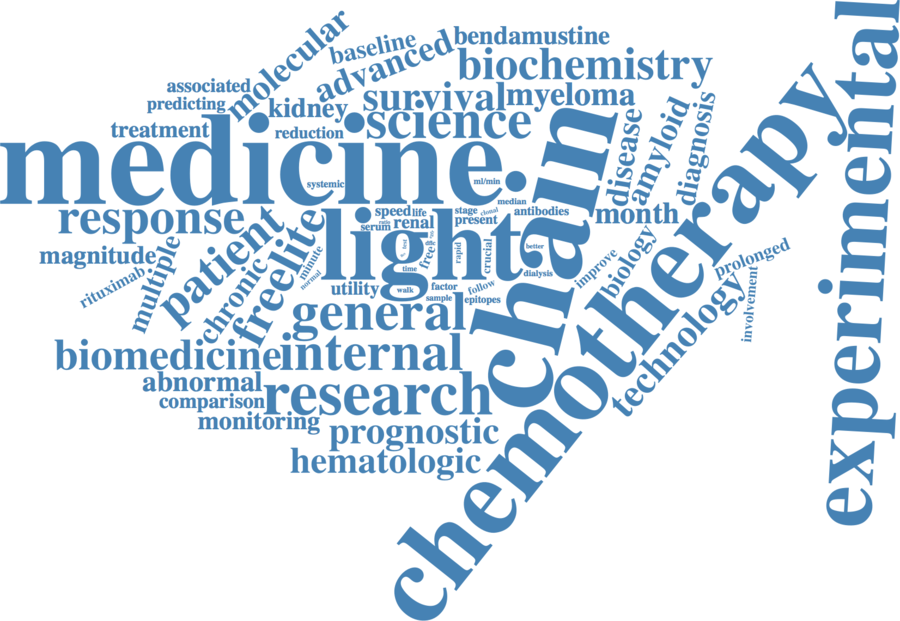 experimental
molecular
baseline
advanced
bendamustine
biochemistry
associated
predicting
kidney
survival
myeloma
treatment
reduction
science
medicine
systemic
ml/min
chain
disease
amyloid
diagnosis
chemotherapy
response
speed
life
stage
clonal
median
antibodies
month
serum
ratio
renal
present
light
magnitude
multiple
patient
chronic
freelite
minute
normal
rituximab
test
free
rapid
crucial
better
time
dialysis
improve
biology
prolonged
utility
walk
factor
sample
follow
epitopes
technology
involvement
general
biomedicine
internal
abnormal
comparison
research
monitoring
prognostic
hematologic